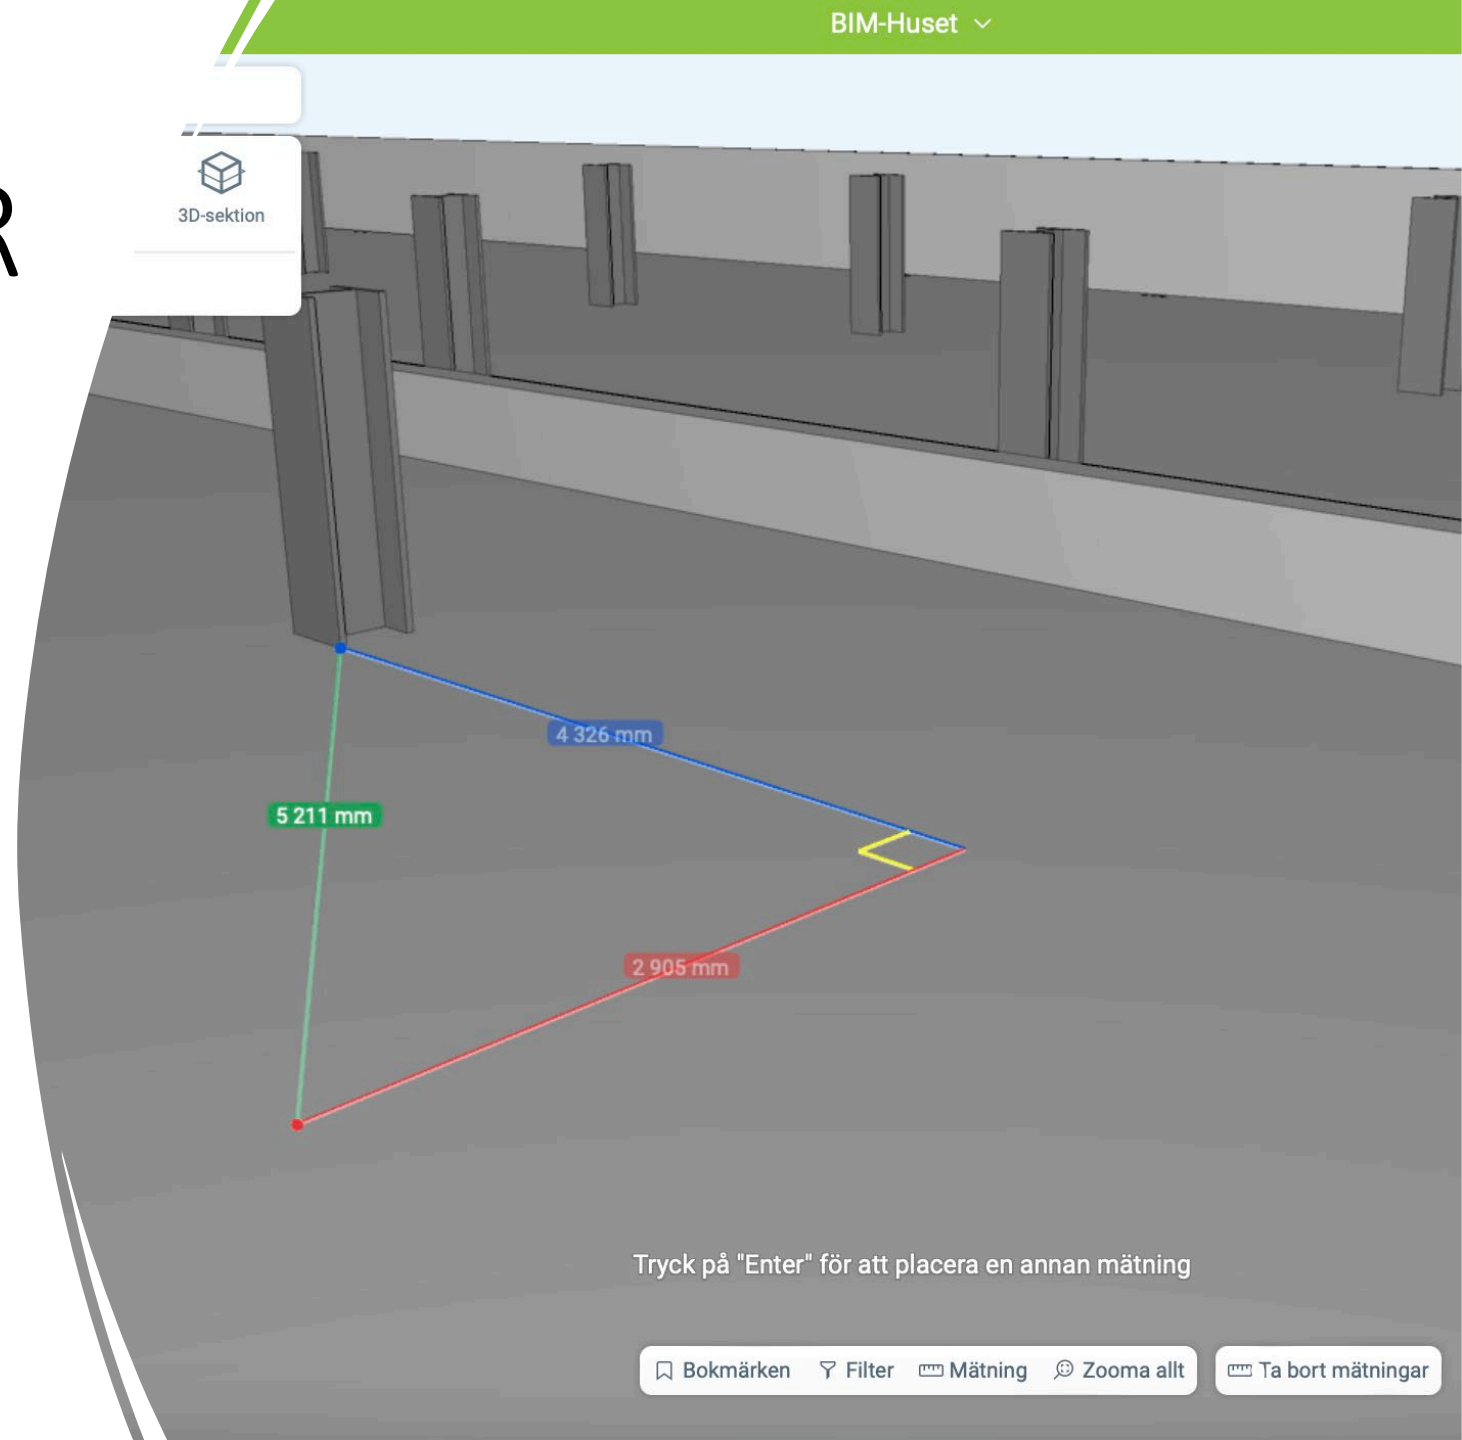 BIM-Huset
R
3D-sektion
4 326 mm
5 211 mm
2 905 mm
Tryck på "Enter" för att placera en annan mätning
Bokmärken Filter Mätning Zooma allt Ta bort mätningar